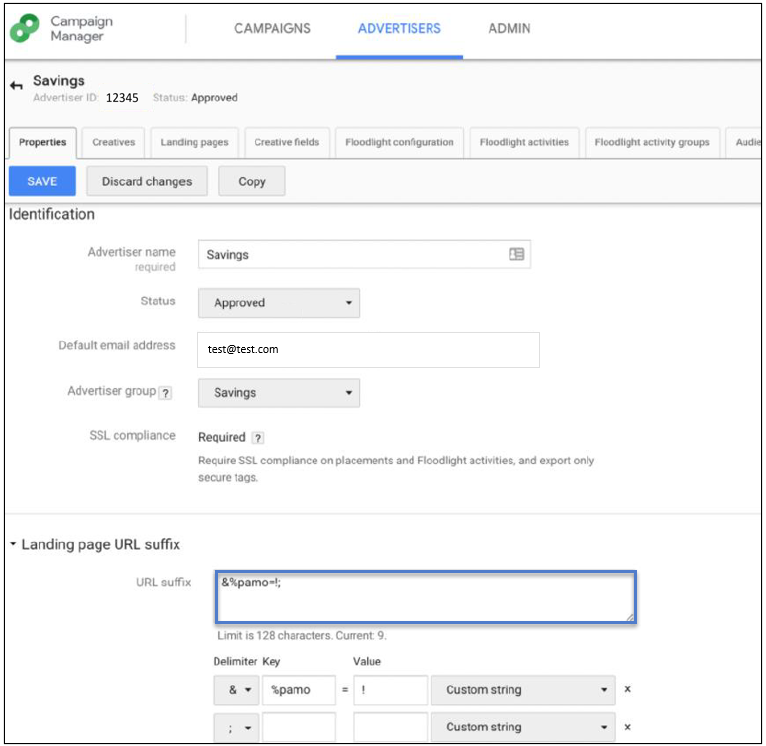 Campaign
Manager
CAMPAIGNS ADVERTISERS ADMIN
Savings
Advertiser ID: 12345 Status: Approved
Properties Creatives Landing pages Creative fields Floodlight configuration Floodlight activities Floodlight activity groups Audie
SAVE Discard changes Copy
Identification
Advertiser name Savings
required
Status Approved
Default email address test@test.com
Advertiser group ? Savings
SSL compliance Required ?
Require SSL compliance on placements and Floodlight activities, and export only
secure tags.
Landing page URL suffix
URL suffix &%pamo=!;
Limit is 128 characters. Current: 9.
Delimiter Key Value
& %pamo = ! Custom string x
; Custom string x